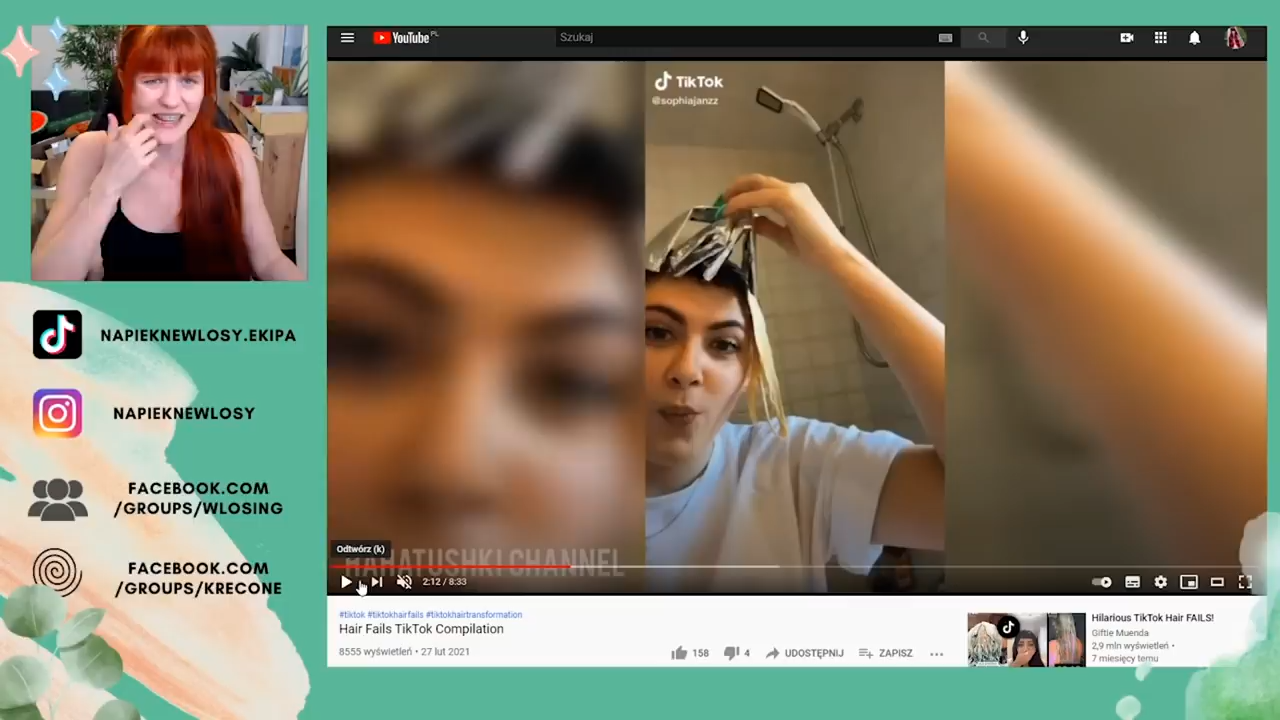 NAPIEKNEWLOSY.EKIPA
NAPIEKNEWLOSY
FACEBOOK.COM
/GROUPS/WLOSING
FACEBOOK.COM
/GROUPS/KRECONE
YouTube PL
Szukaj
TikTok
@sophiajanzz
Odtwórz (k)
HAHATUSHKI CHANNEL
2:12 / 8:33
#tiktok #tiktokhairfails #tiktokhairtransformation
Hair Fails TikTok Compilation
8555 wyświetleń • 27 lut 2021
158
4
UDOSTĘPNIJ
ZAPISZ
Hilarious TikTok Hair FAILS!
Giftie Muenda
2,9 mln wyświetleń •
7 miesięcy temu